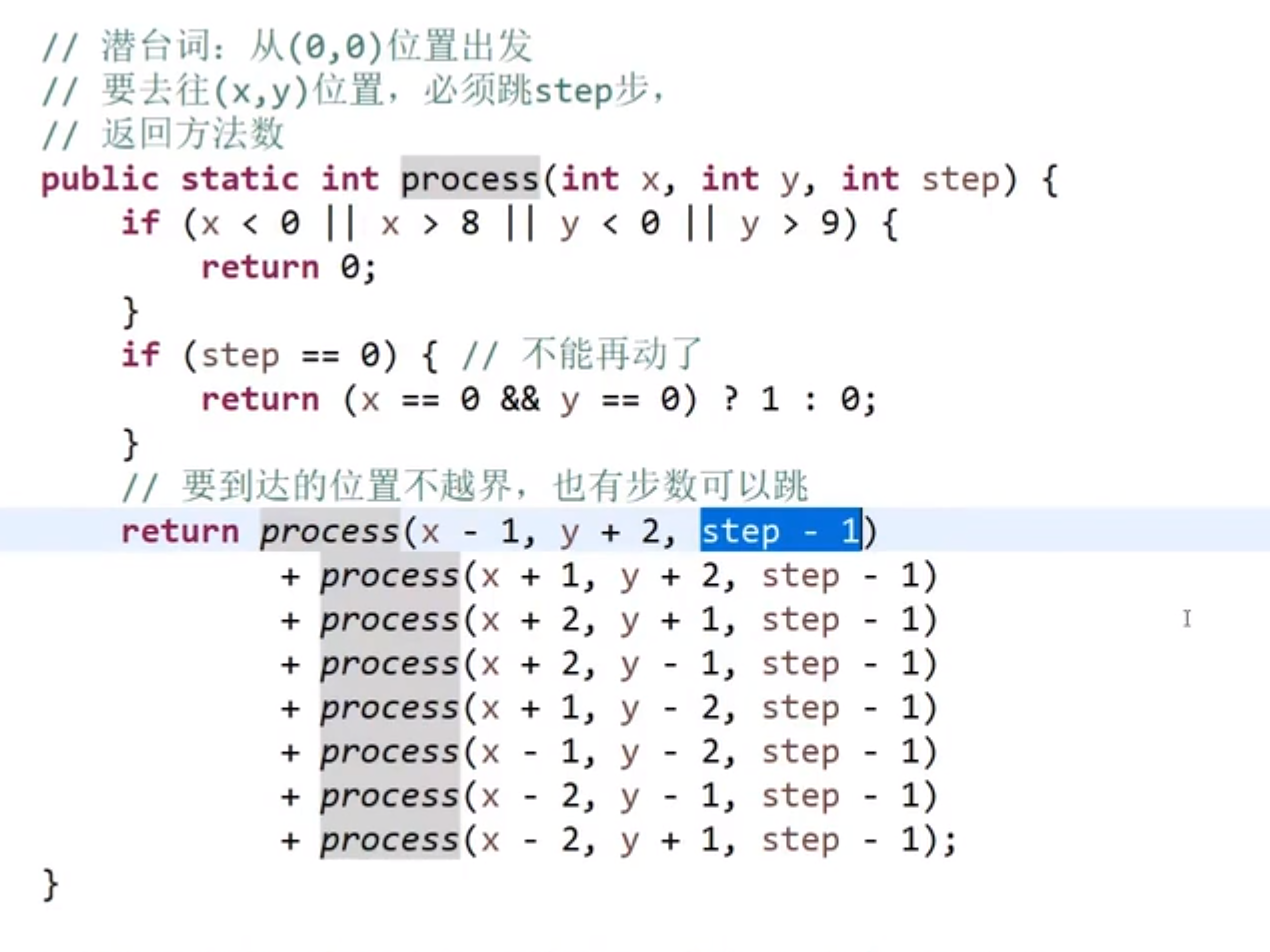 // 潜台词：从(0,0)位置出发
// 要去往(x,y)位置，必须跳step步，
// 返回方法数
public static int process(int x, int y, int step) {
    if (x < 0 || x > 8 || y < 0 || y > 9) {
        return 0;
    }
    if (step == 0) { // 不能再动了
        return (x == 0 && y == 0) ? 1 : 0;
    }
    // 要到达的位置不越界，也有步数可以跳
    return process(x - 1, y + 2, step - 1)
            + process(x + 1, y + 2, step - 1)
            + process(x + 2, y + 1, step - 1)
            + process(x + 2, y - 1, step - 1)
            + process(x + 1, y - 2, step - 1)
            + process(x - 1, y - 2, step - 1)
            + process(x - 2, y - 1, step - 1)
            + process(x - 2, y + 1, step - 1);
}